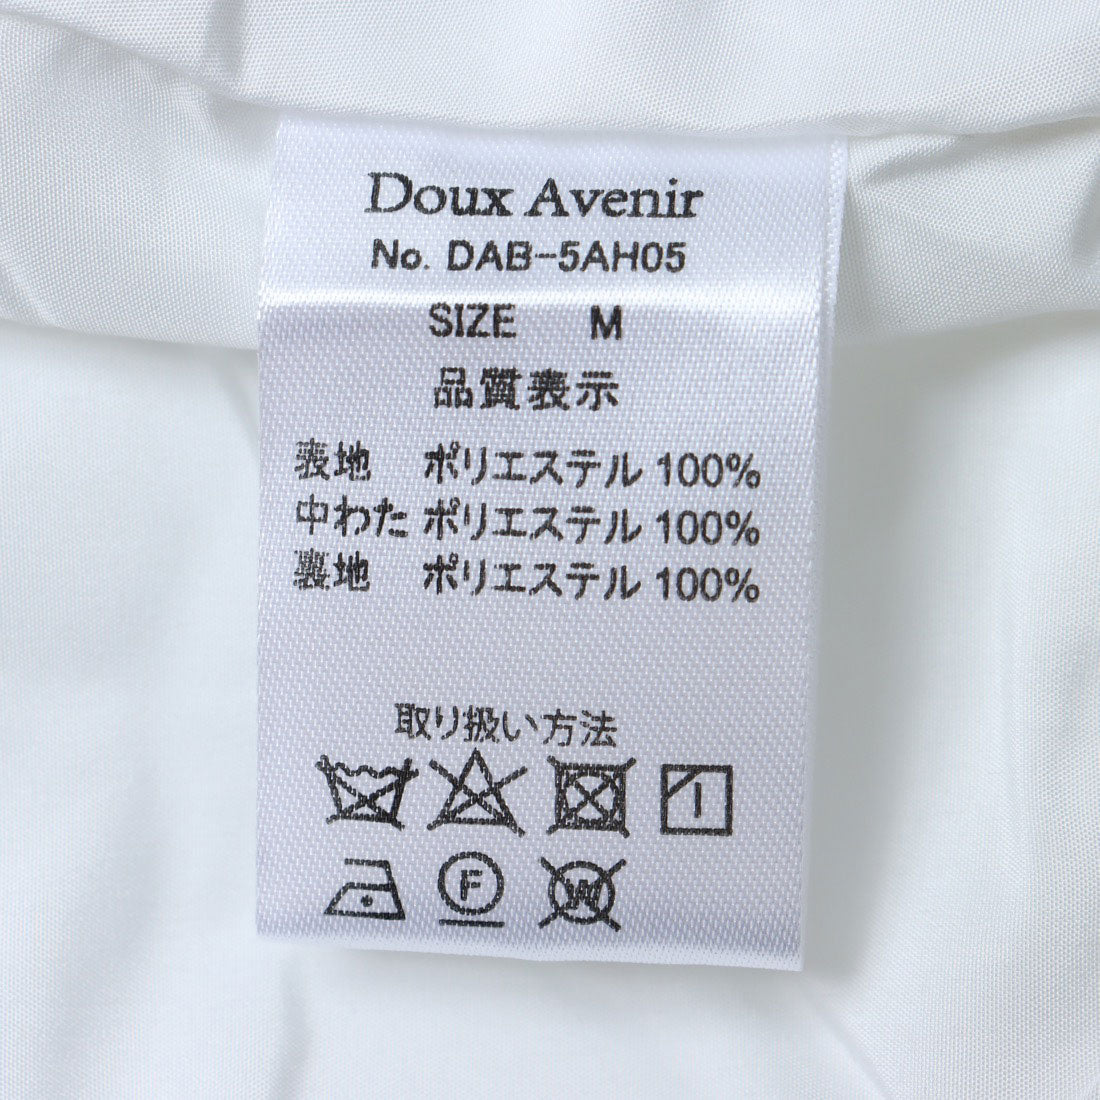 Doux Avenir
No. DAB-5AH05
SIZE M
品質表示
表地 ポリエステル 100%
中わた ポリエステル 100%
裏地 ポリエステル 100%
取り扱い方法
F
W